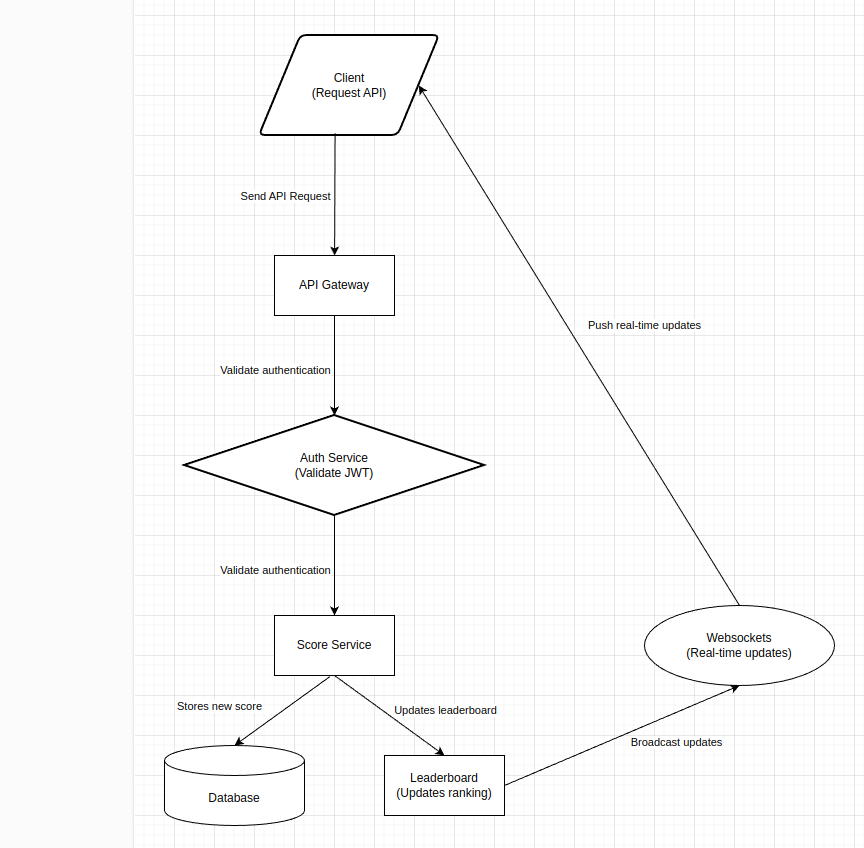 Client
(Request API)
Send API Request
API Gateway
Push real-time updates
Validate authentication
Auth Service
(Validate JWT)
Validate authentication
Score Service
Websockets
(Real-time updates)
Stores new score
Updates leaderboard
Broadcast updates
Leaderboard
(Updates ranking)
Database